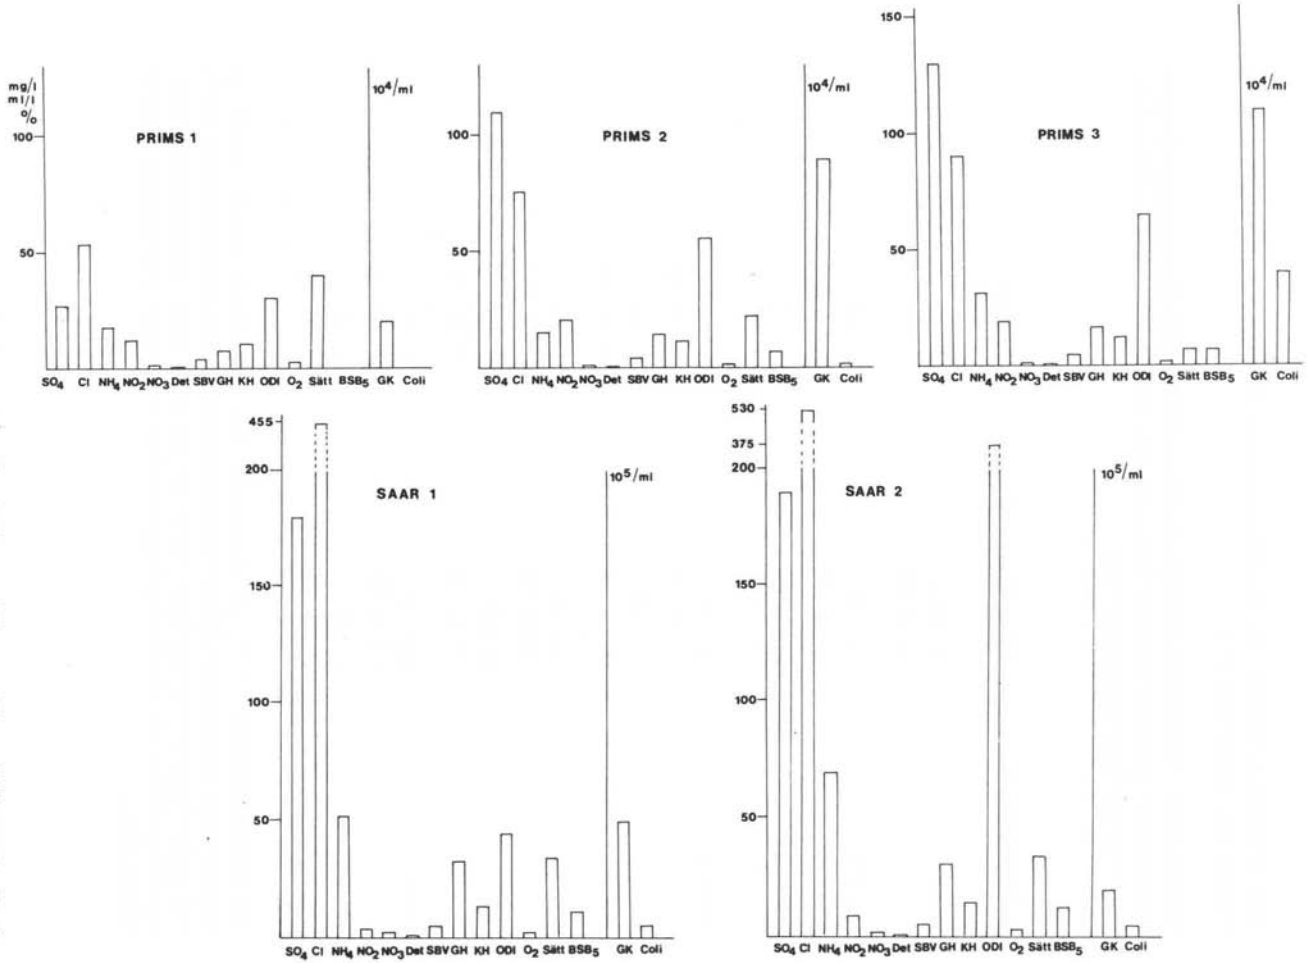 mg/l
ml/l
%
100
50
PRIMS 1
10⁴/ml
SO₄ Cl NH₄ NO₂ NO₃ Det SBV GH KH ODI O₂ Sätt BSB₅ GK Coli
100
50
PRIMS 2
10⁴/ml
SO₄ Cl NH₄ NO₂ NO₃ Det SBV GH KH ODI O₂ Sätt BSB₅ GK Coli
150
100
50
PRIMS 3
10⁴/ml
SO₄ Cl NH₄ NO₂ NO₃ Det SBV GH KH ODI O₂ Sätt BSB₅ GK Coli
455
200
150
100
50
SAAR 1
10⁵/ml
SO₄ Cl NH₄ NO₂ NO₃ Det SBV GH KH ODI O₂ Sätt BSB₅ GK Coli
530
375
200
150
100
50
SAAR 2
10⁵/ml
SO₄ Cl NH₄ NO₂ NO₃ Det SBV GH KH ODI O₂ Sätt BSB₅ GK Coli